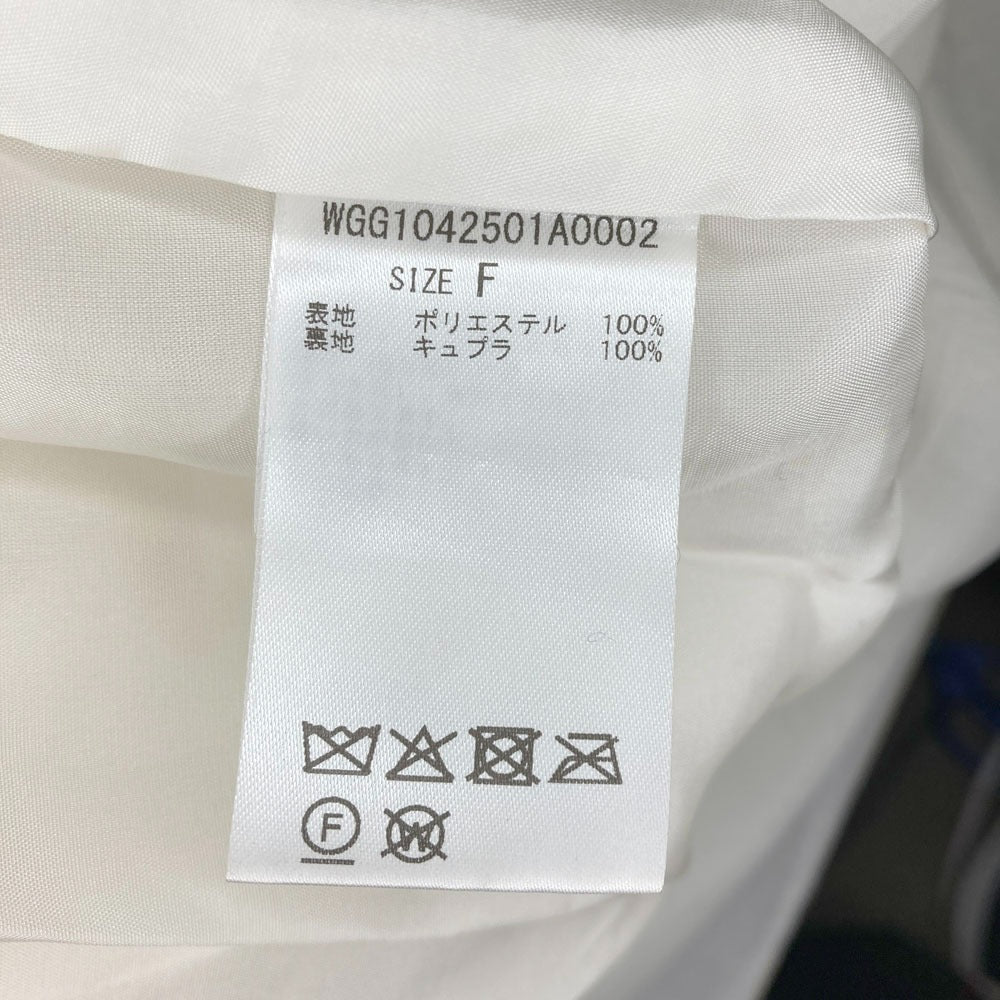 WGG1042501A0002
SIZE F
表地 ポリエステル 100%
裏地 キュプラ 100%
F
W